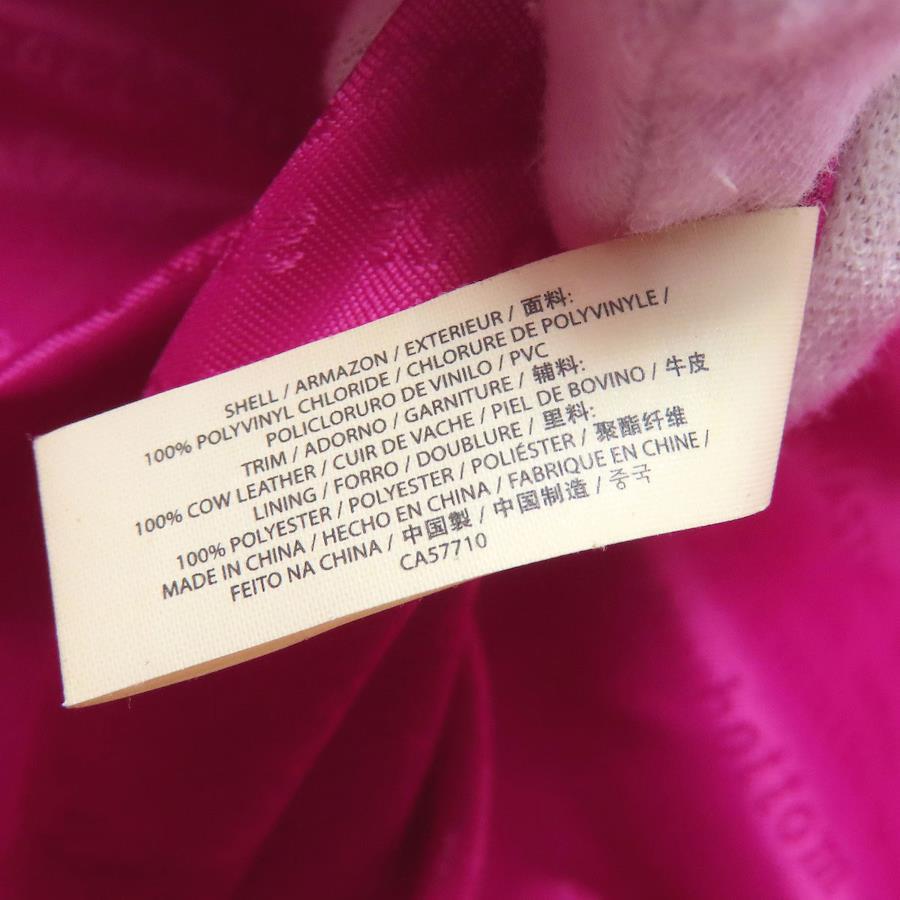 SHELL / ARMAZON / EXTERIEUR / 面料:
100% POLYVINYL CHLORIDE / CHLORURE DE POLYVINYLE /
POLICLORURO DE VINILO / PVC
TRIM / ADORNO / GARNITURE / 辅料:
100% COW LEATHER / CUIR DE VACHE / PIEL DE BOVINO / 牛皮
LINING / FORRO / DOUBLURE / 里料:
100% POLYESTER / POLYESTER / POLIÉSTER / 聚酯纤维
MADE IN CHINA / HECHO EN CHINA / FABRIQUE EN CHINE /
FEITO NA CHINA / 中国製 / 中国制造 / 중국
CA57710